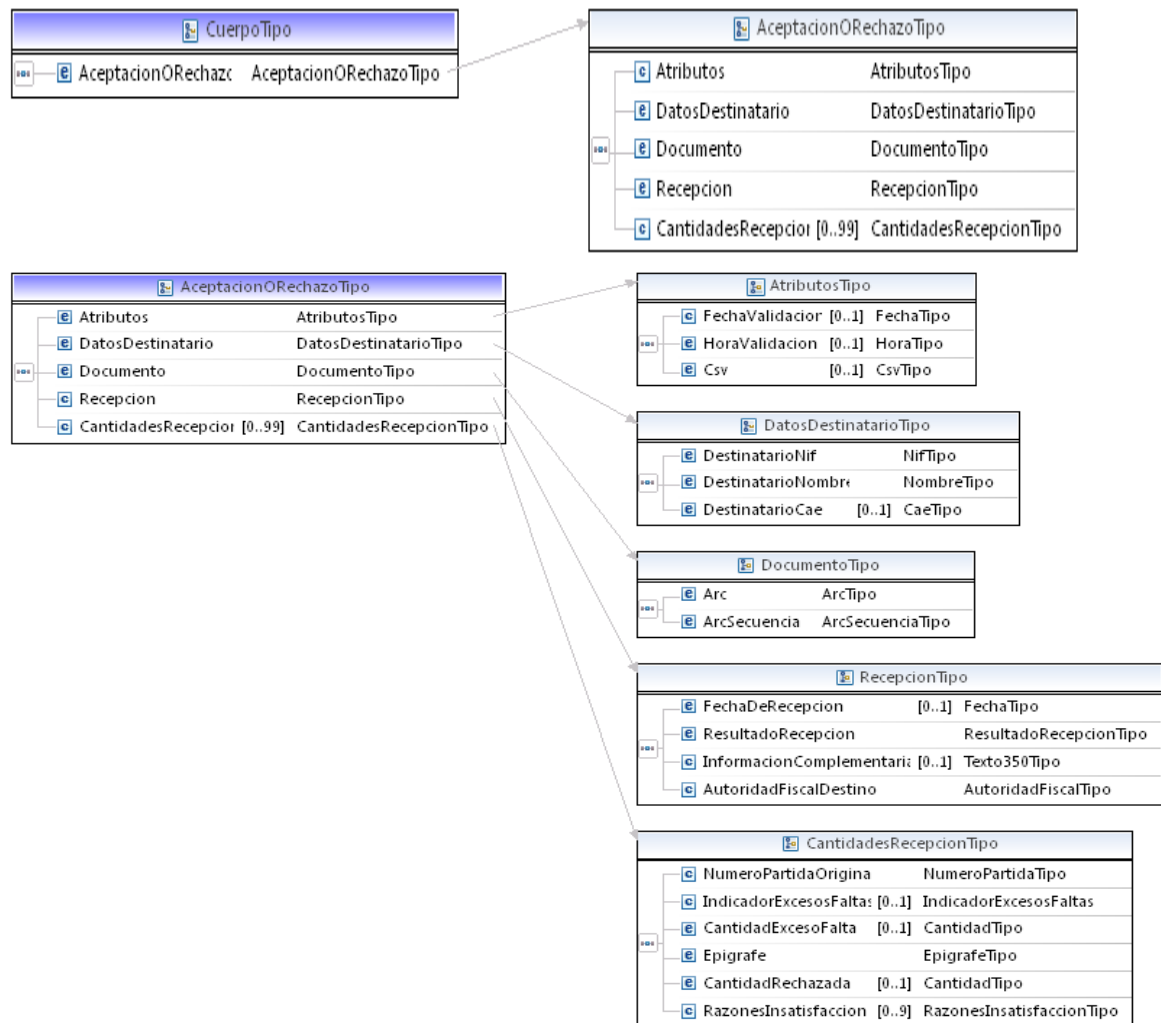 CuerpoTipo
AceptacionORechazc AceptacionORechazoTipo
AceptacionORechazoTipo
Atributos AtributosTipo
DatosDestinatario DatosDestinatarioTipo
Documento DocumentoTipo
Recepcion RecepcionTipo
CantidadesRecepcior [0..99] CantidadesRecepcionTipo
AceptacionORechazoTipo
Atributos AtributosTipo
DatosDestinatario DatosDestinatarioTipo
Documento DocumentoTipo
Recepcion RecepcionTipo
CantidadesRecepcior [0..99] CantidadesRecepcionTipo
AtributosTipo
FechaValidacior [0..1] FechaTipo
HoraValidacion [0..1] HoraTipo
Csv [0..1] CsvTipo
DatosDestinatarioTipo
DestinatarioNif NifTipo
DestinatarioNombre NombreTipo
DestinatarioCae [0..1] CaeTipo
DocumentoTipo
Arc ArcTipo
ArcSecuencia ArcSecuenciaTipo
RecepcionTipo
FechaDeRecepcion [0..1] FechaTipo
ResultadoRecepcion ResultadoRecepcionTipo
InformacionComplementaria [0..1] Texto350Tipo
AutoridadFiscalDestino AutoridadFiscalTipo
CantidadesRecepcionTipo
NumeroPartidaOrigina NumeroPartidaTipo
IndicadorExcesosFaltas [0..1] IndicadorExcesosFaltas
CantidadExcesoFalta [0..1] CantidadTipo
Epigrafe EpigrafeTipo
CantidadRechazada [0..1] CantidadTipo
RazonesInsatisfaccion [0..9] RazonesInsatisfaccionTipo